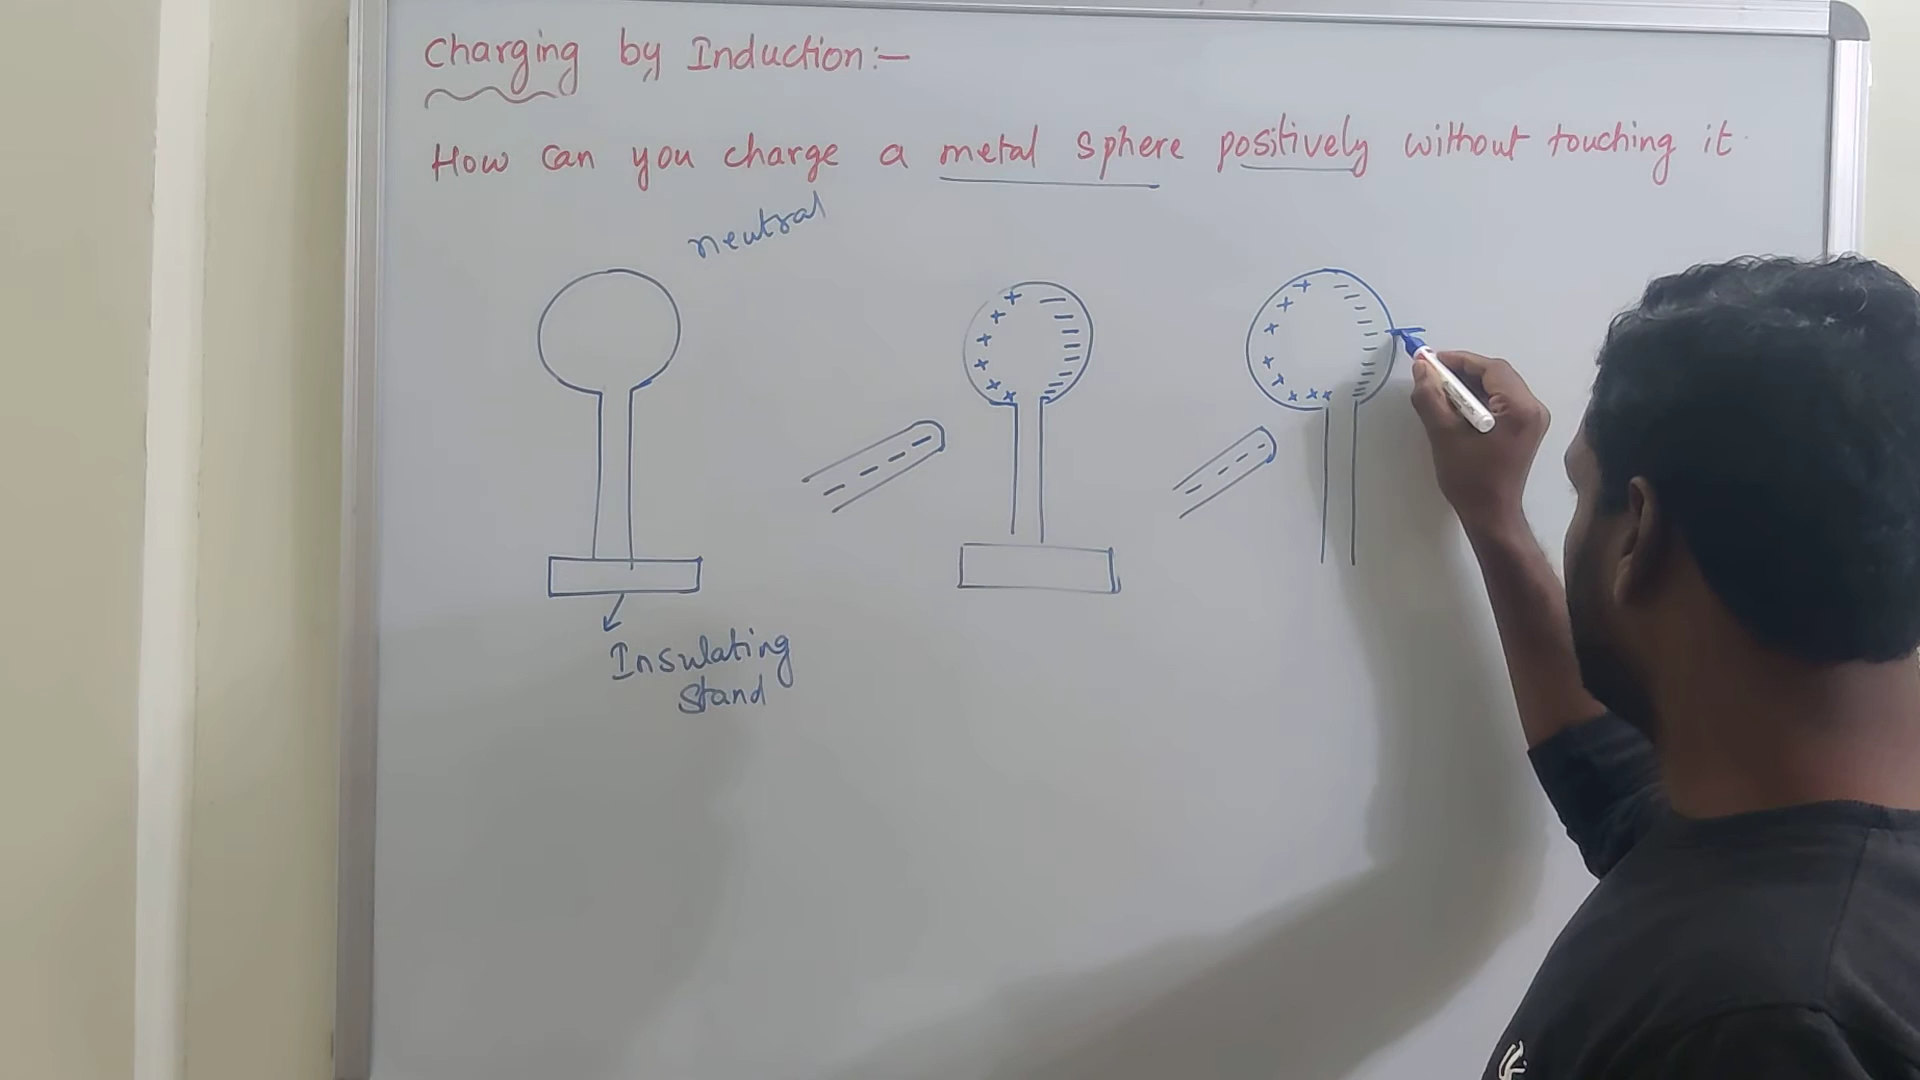 Charging by Induction:-
How can you charge a metal sphere positively without touching it.
neutral
Insulating
stand